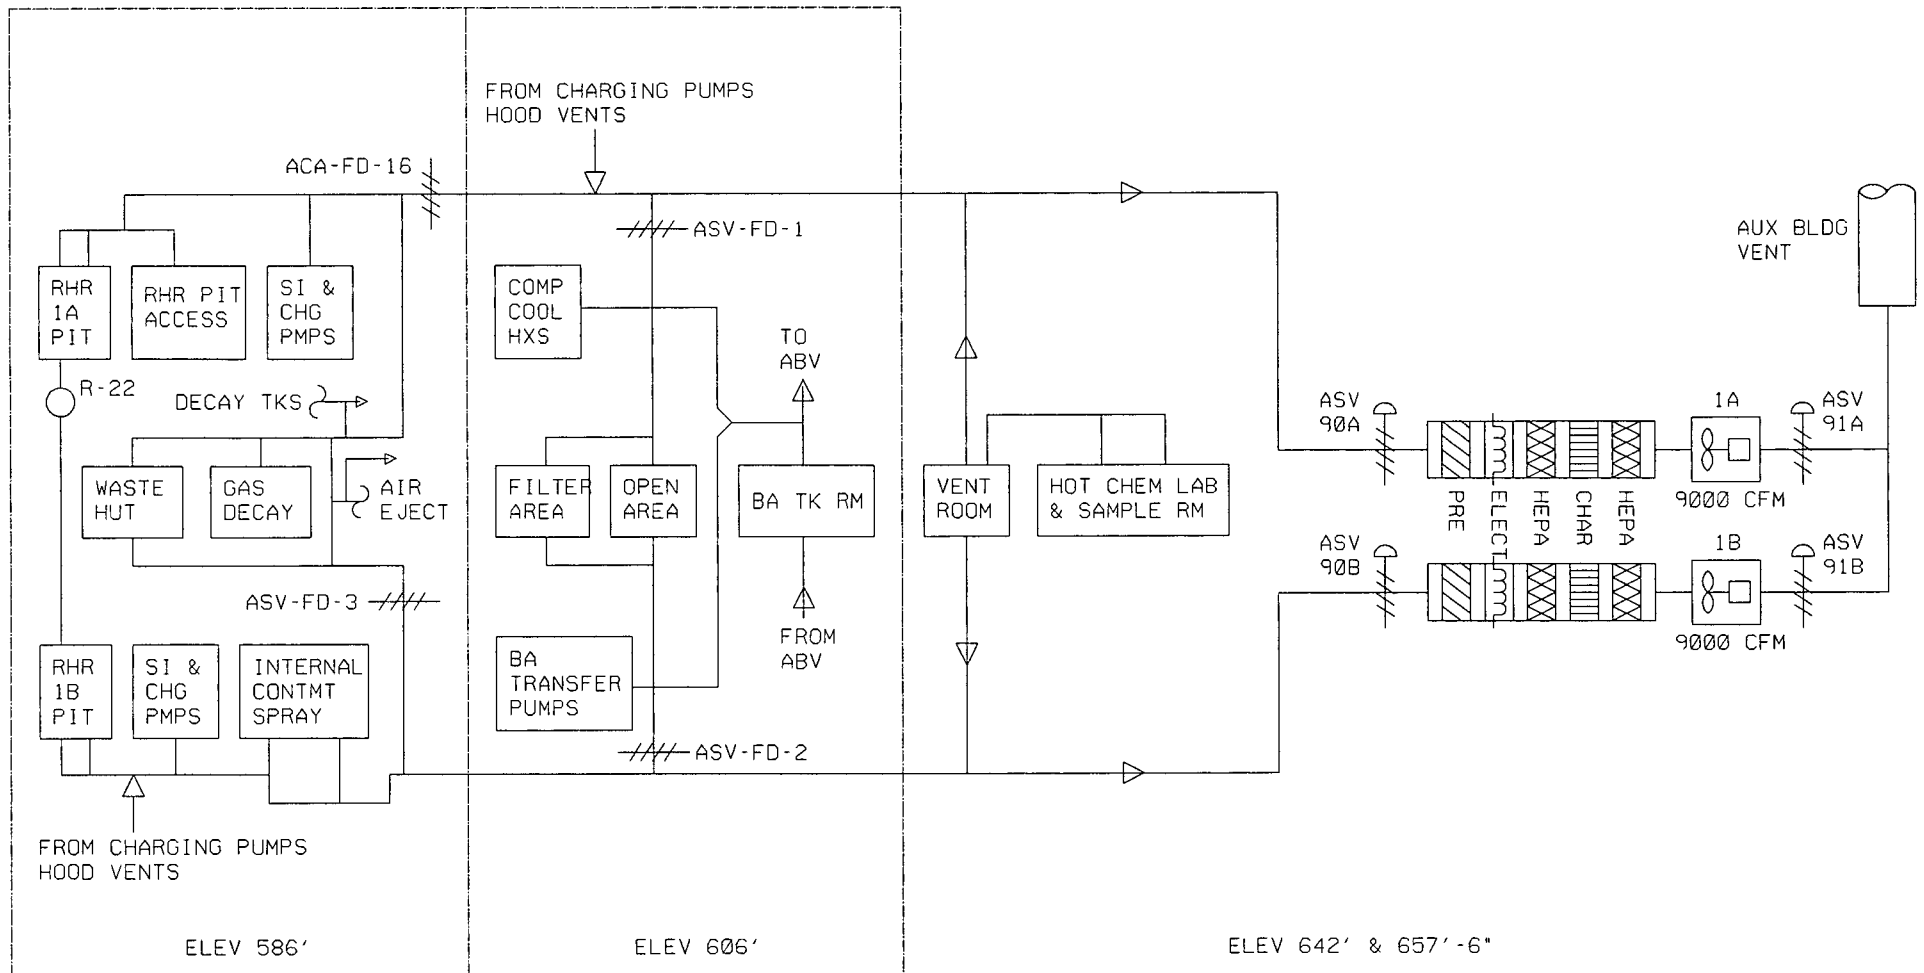 FROM CHARGING PUMPS
HOOD VENTS
ACA-FD-16
ASV-FD-1
AUX BLDG
VENT
RHR
1A
PIT
RHR PIT
ACCESS
SI &
CHG
PMPS
COMP
COOL
HXS
TO
ABV
R-22
DECAY TKS
ASV
90A
1A
ASV
91A
WASTE
HUT
GAS
DECAY
AIR
EJECT
FILTER
AREA
OPEN
AREA
BA TK RM
VENT
ROOM
HOT CHEM LAB
& SAMPLE RM
PRE
ELECT
HEPA
CHAR
HEPA
9000 CFM
ASV
90B
1B
ASV
91B
ASV-FD-3
FROM
ABV
9000 CFM
RHR
1B
PIT
SI &
CHG
PMPS
INTERNAL
CONTMT
SPRAY
BA
TRANSFER
PUMPS
ASV-FD-2
FROM CHARGING PUMPS
HOOD VENTS
ELEV 586'
ELEV 606'
ELEV 642' & 657'-6"